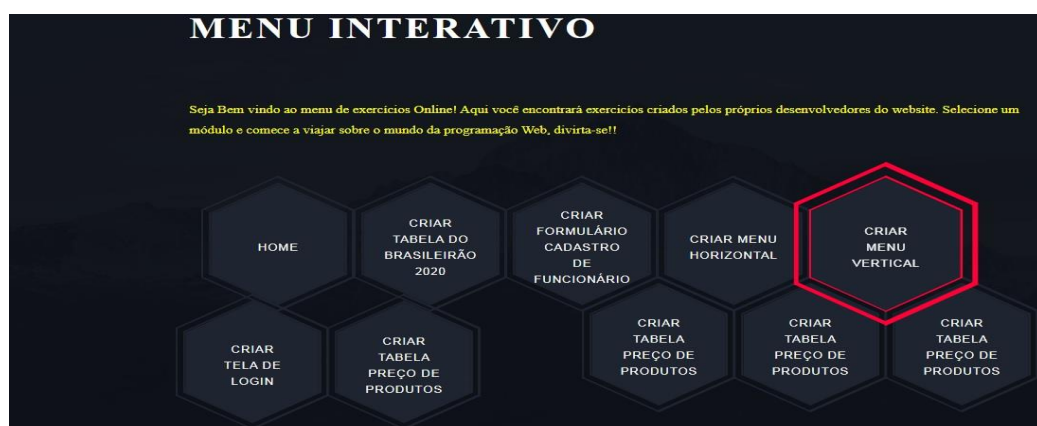 MENU INTERATIVO
Seja Bem vindo ao menu de exercicios Online! Aqui você encontrará exercicios criados pelos próprios desenvolvedores do website. Selecione um
módulo e comece a viajar sobre o mundo da programação Web, divirta-se!!
HOME
CRIAR
TABELA DO
BRASILEIRÃO
2020
CRIAR
FORMULÁRIO
CADASTRO
DE
FUNCIONÁRIO
CRIAR MENU
HORIZONTAL
CRIAR
MENU
VERTICAL
CRIAR
TELA DE
LOGIN
CRIAR
TABELA
PREÇO DE
PRODUTOS
CRIAR
TABELA
PREÇO DE
PRODUTOS
CRIAR
TABELA
PREÇO DE
PRODUTOS
CRIAR
TABELA
PREÇO DE
PRODUTOS